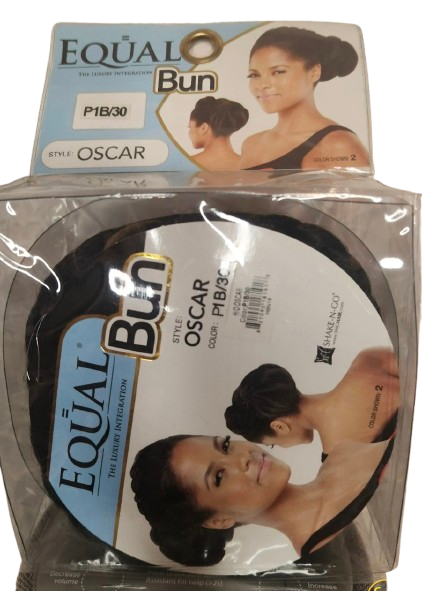 EQUAL
THE LUXURY INTEGRATION
Bun
P1B/30
STYLE: OSCAR
COLOR SHOWN 2
EQUAL®
THE LUXURY INTEGRATION
Bun
STYLE: OSCAR
COLOR: P1B/30
SHAKE-N-GO
COLOR SHOWN 2
Decrease
volume
Increase